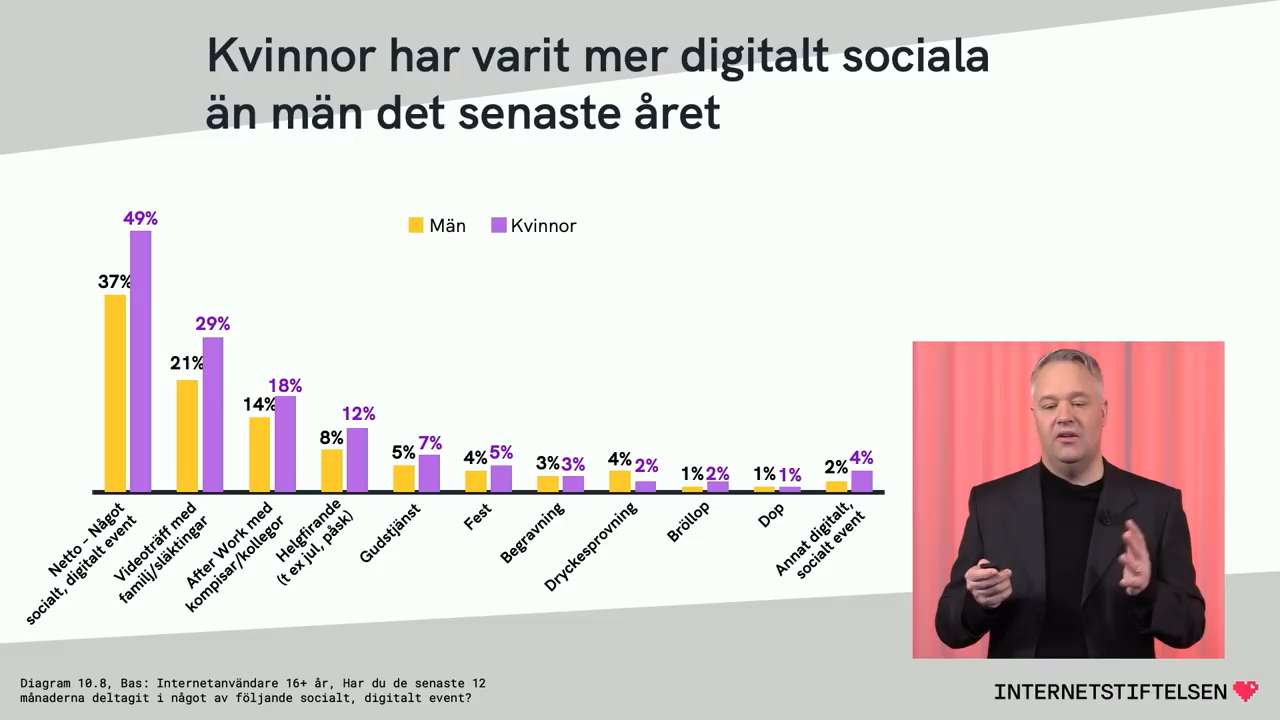 Kvinnor har varit mer digitalt sociala
än män det senaste året
Män
Kvinnor
37%
49%
21%
29%
14%
18%
8%
12%
5%
7%
4%
5%
3%
3%
4%
2%
1%
2%
1%
1%
2%
4%
Netto – Något
socialt, digitalt event
Videoträff med
familj/släktingar
After Work med
kompisar/kollegor
Helgfirande
(t ex jul, påsk)
Gudstjänst
Fest
Begravning
Dryckesprovning
Bröllop
Dop
Annat digitalt,
socialt event
Diagram 10.8, Bas: Internetanvändare 16+ år, Har du de senaste 12
månaderna deltagit i något av följande socialt, digitalt event?
INTERNETSTIFTELSEN